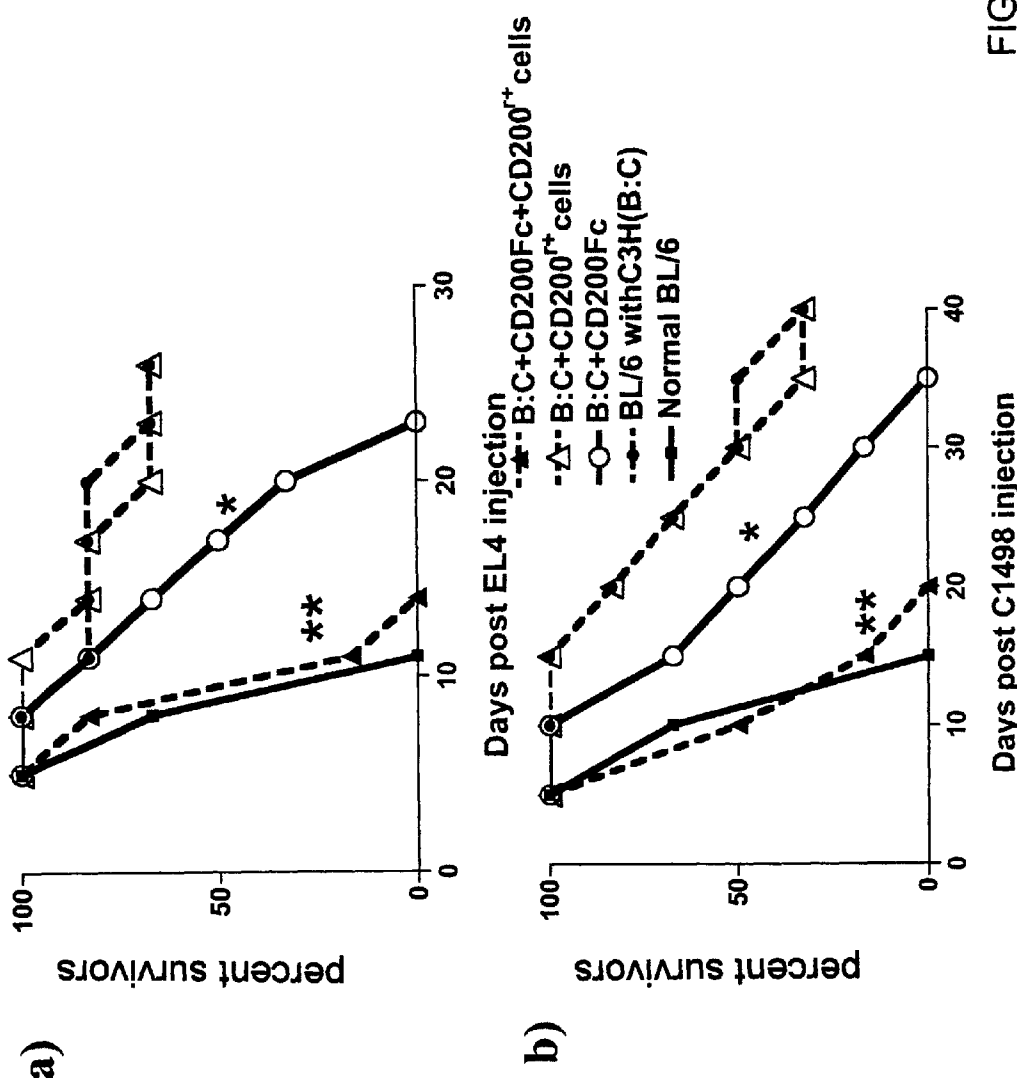 a)
percent survivors
100
50
0
0
10
20
30
*
**
Days post EL4 injection
B:C+CD200Fc+CD200r+ cells
B:C+CD200r+ cells
B:C+CD200Fc
BL/6 withC3H(B:C)
Normal BL/6
b)
percent survivors
100
50
0
0
10
20
30
40
*
**
Days post C1498 injection
FIG